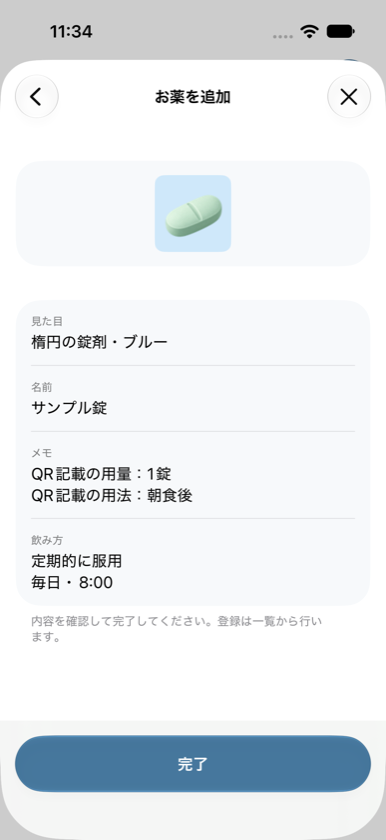 11:34
お薬を追加
見た目
楕円の錠剤・ブルー
名前
サンプル錠
メモ
QR記載の用量：1錠
QR記載の用法：朝食後
飲み方
定期的に服用
毎日・8:00
内容を確認して完了してください。登録は一覧から行い
ます。
完了